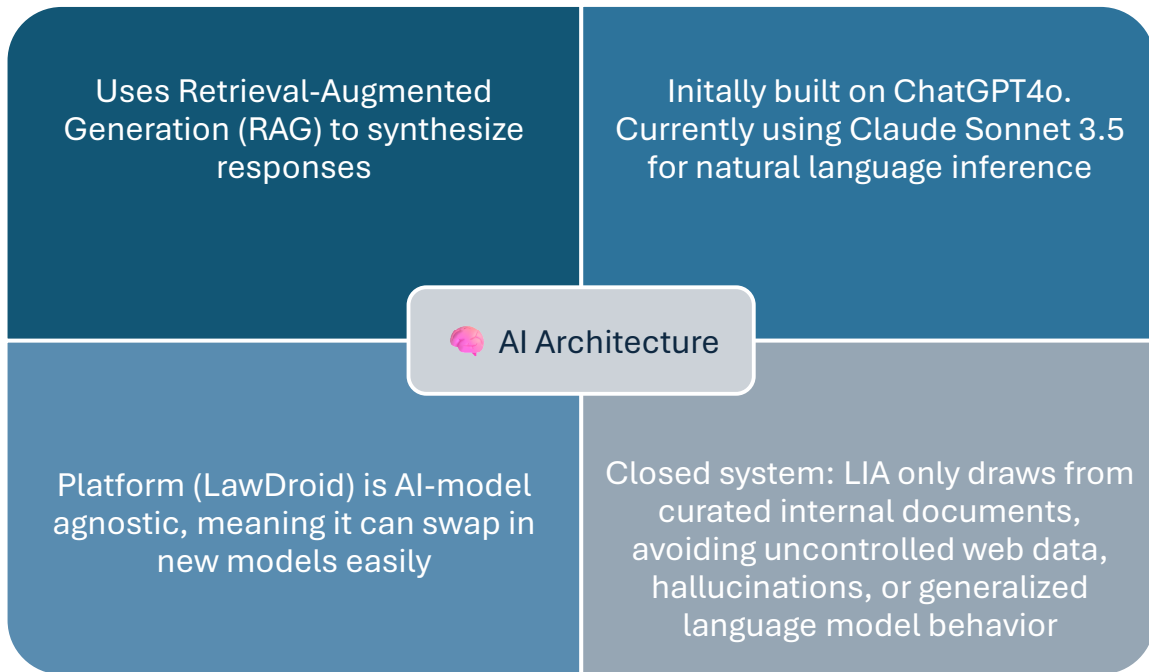 Uses Retrieval-Augmented
Generation (RAG) to synthesize
responses
Initally built on ChatGPT4o.
Currently using Claude Sonnet 3.5
for natural language inference
AI Architecture
Platform (LawDroid) is AI-model
agnostic, meaning it can swap in
new models easily
Closed system: LIA only draws from
curated internal documents,
avoiding uncontrolled web data,
hallucinations, or generalized
language model behavior